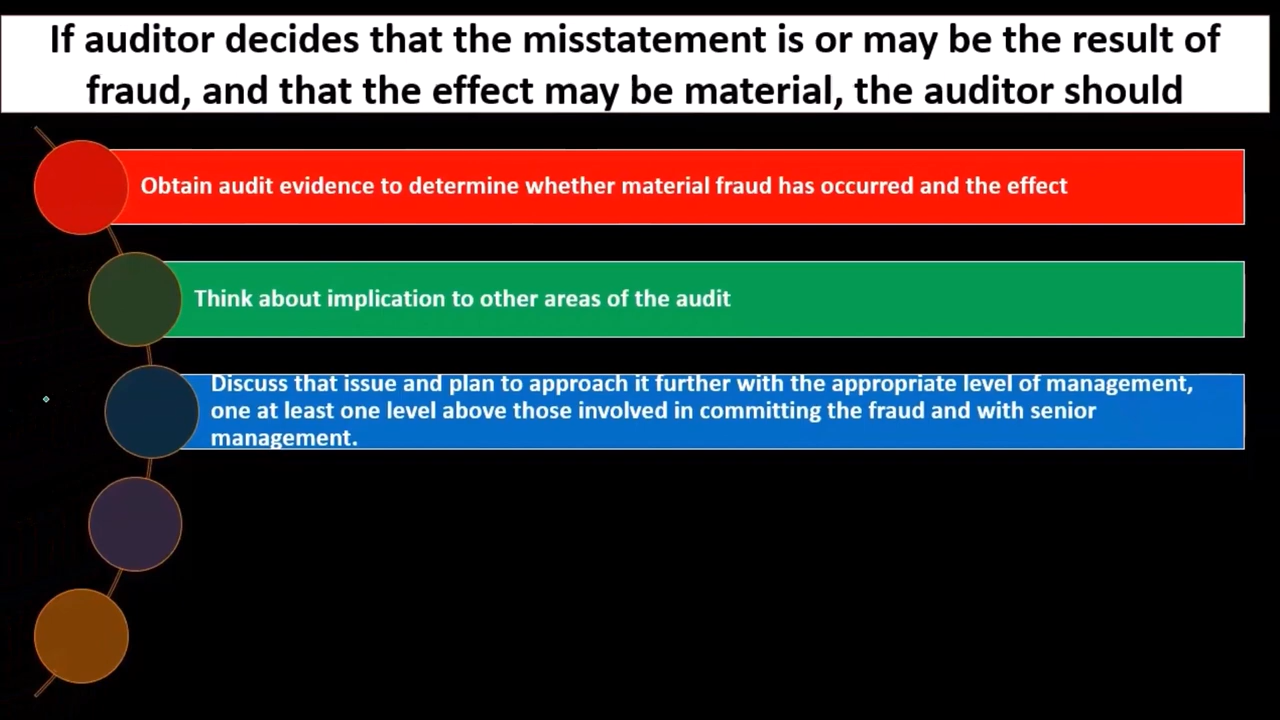 If auditor decides that the misstatement is or may be the result of
fraud, and that the effect may be material, the auditor should
Obtain audit evidence to determine whether material fraud has occurred and the effect
Think about implication to other areas of the audit
Discuss that issue and plan to approach it further with the appropriate level of management,
one at least one level above those involved in committing the fraud and with senior
management.